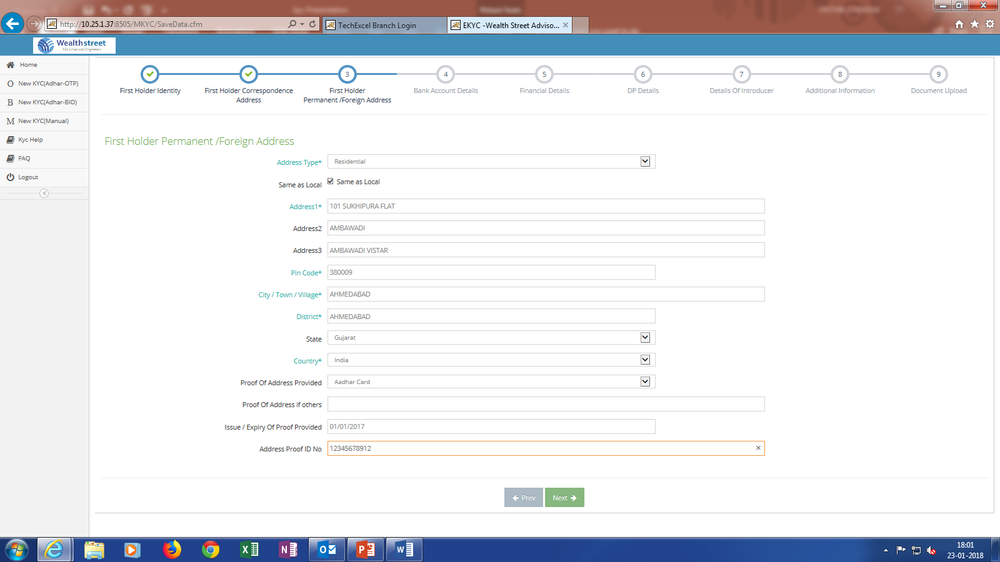 http://10.25.1.37:8505/MKYC/SaveData.cfm
TechExcel Branch Login
EKYC -Wealth Street Adviso...
Wealthstreet
The Financial Engineers
Home
O New KYC(Adhar-OTP)
B New KYC(Adhar-BIO)
M New KYC(Manual)
Kyc Help
FAQ
Logout
3
4
5
6
7
8
9
First Holder Identity
First Holder Correspondence
Address
First Holder
Permanent /Foreign Address
Bank Account Details
Financial Details
DP Details
Details Of Introducer
Additional Information
Document Upload
First Holder Permanent /Foreign Address
Address Type* Residential
Same as Local Same as Local
Address1* 101 SUKHIPURA FLAT
Address2 AMBAWADI
Address3 AMBAWADI VISTAR
Pin Code* 380009
City / Town / Village* AHMEDABAD
District* AHMEDABAD
State Gujarat
Country* India
Proof Of Address Provided Aadhar Card
Proof Of Address if others
Issue / Expiry Of Proof Provided 01/01/2017
Address Proof ID No 12345678912
Prev
Next
18:01
23-01-2018